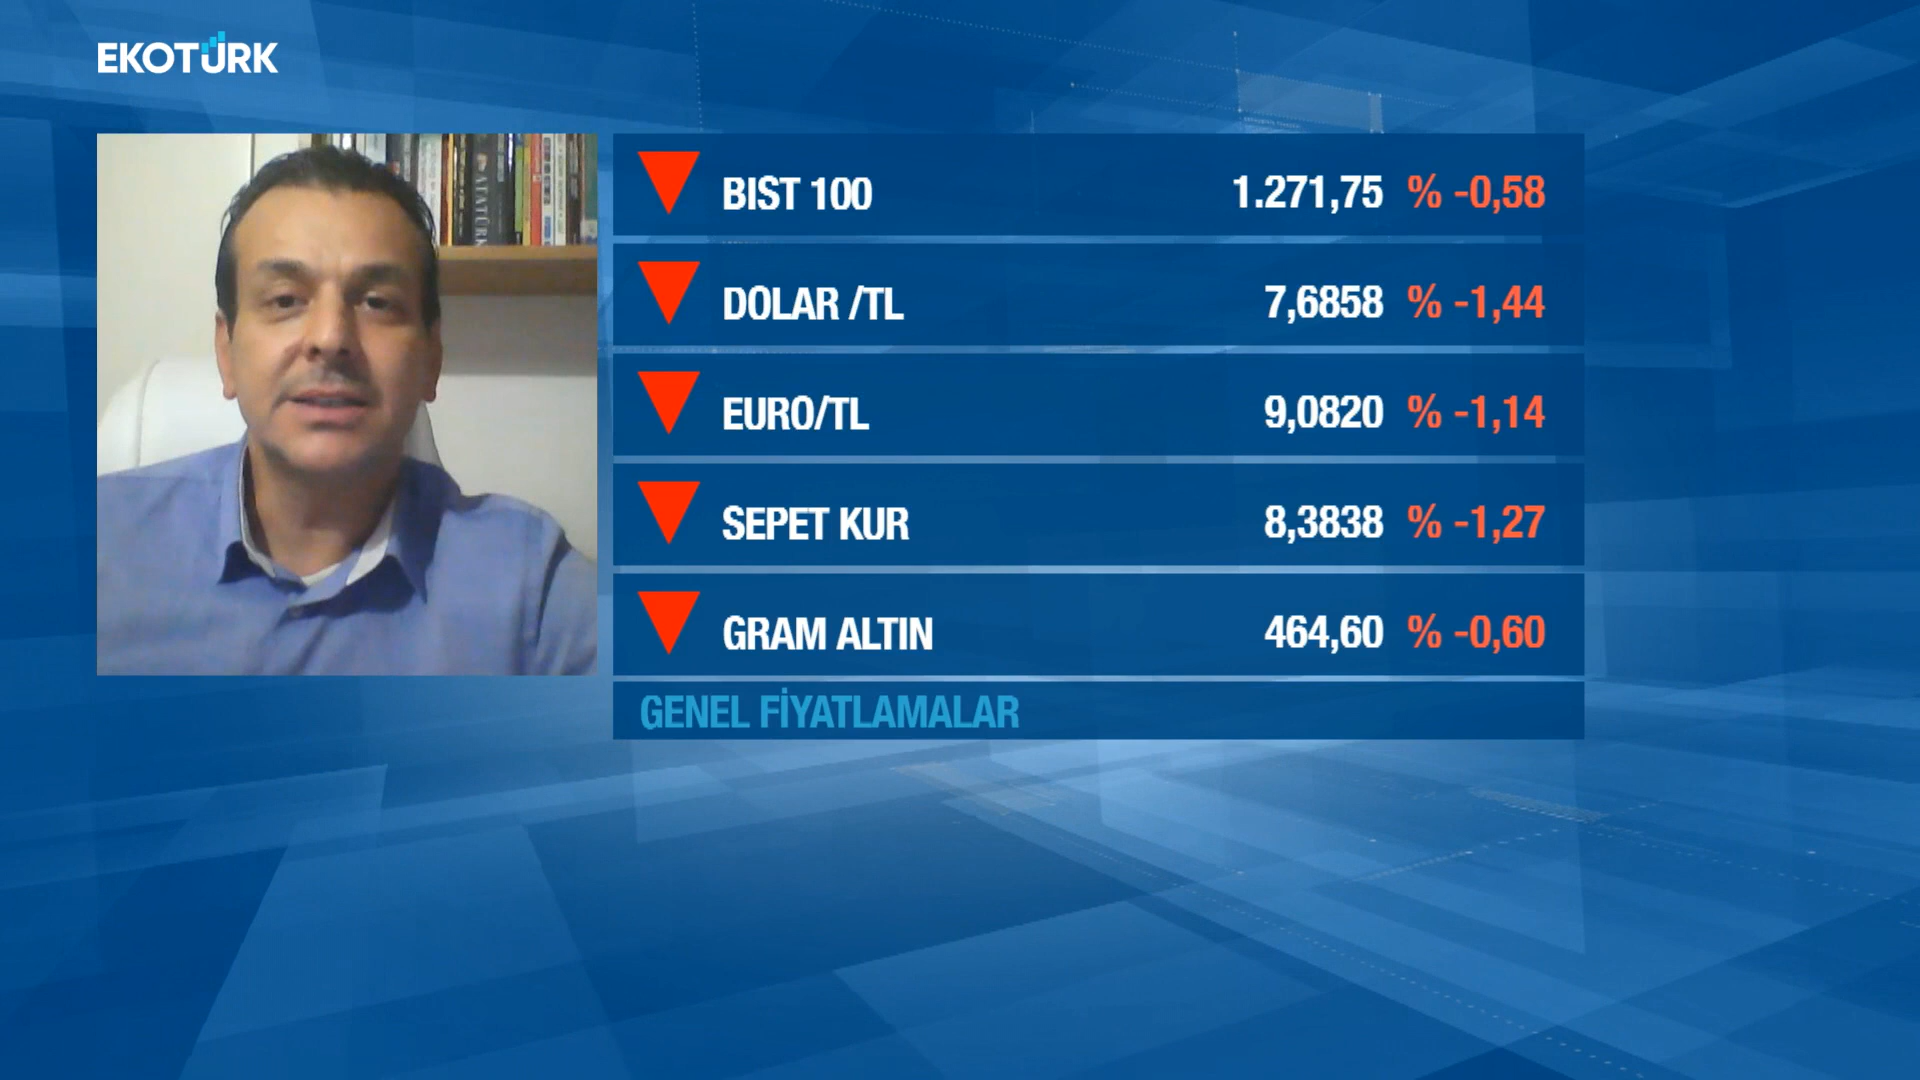 EKOTÜRK
ATATÜRK
BIST 100 1.271,75 % -0,58
DOLAR /TL 7,6858 % -1,44
EURO/TL 9,0820 % -1,14
SEPET KUR 8,3838 % -1,27
GRAM ALTIN 464,60 % -0,60
GENEL FİYATLAMALAR